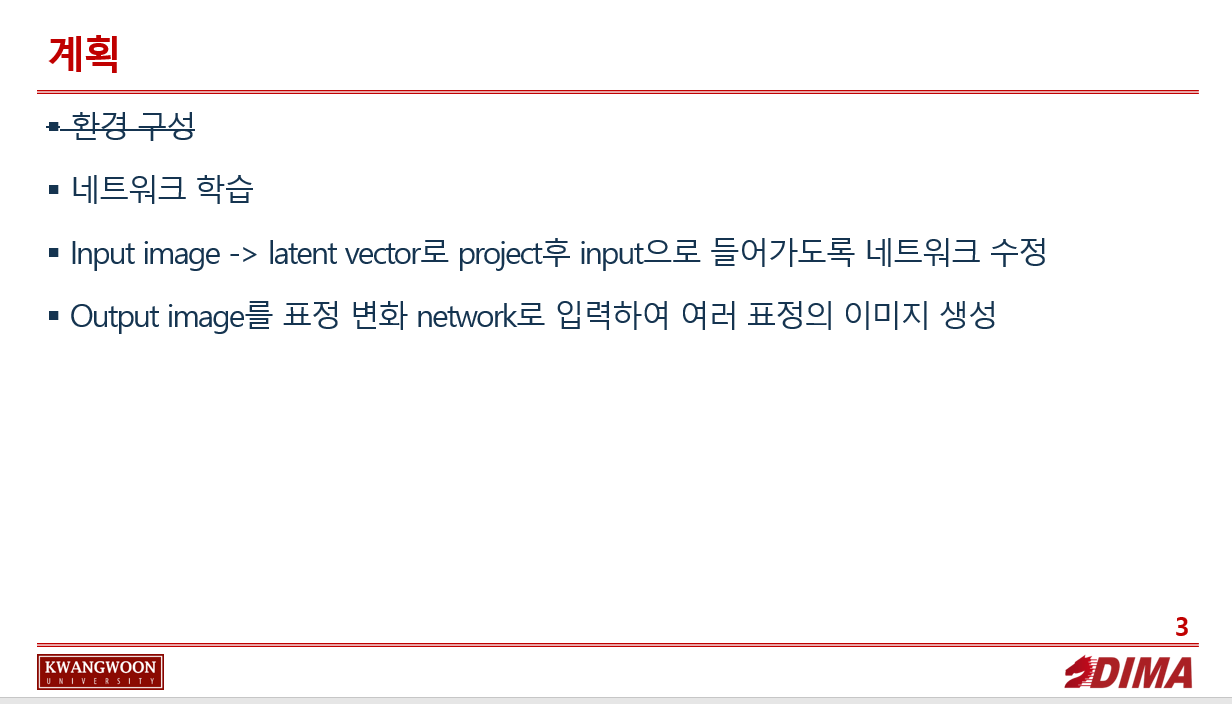 계획
▪ 환경 구성
▪ 네트워크 학습
▪ Input image -> latent vector로 project후 input으로 들어가도록 네트워크 수정
▪ Output image를 표정 변화 network로 입력하여 여러 표정의 이미지 생성
3
KWANGWOON
UNIVERSITY
DIMA